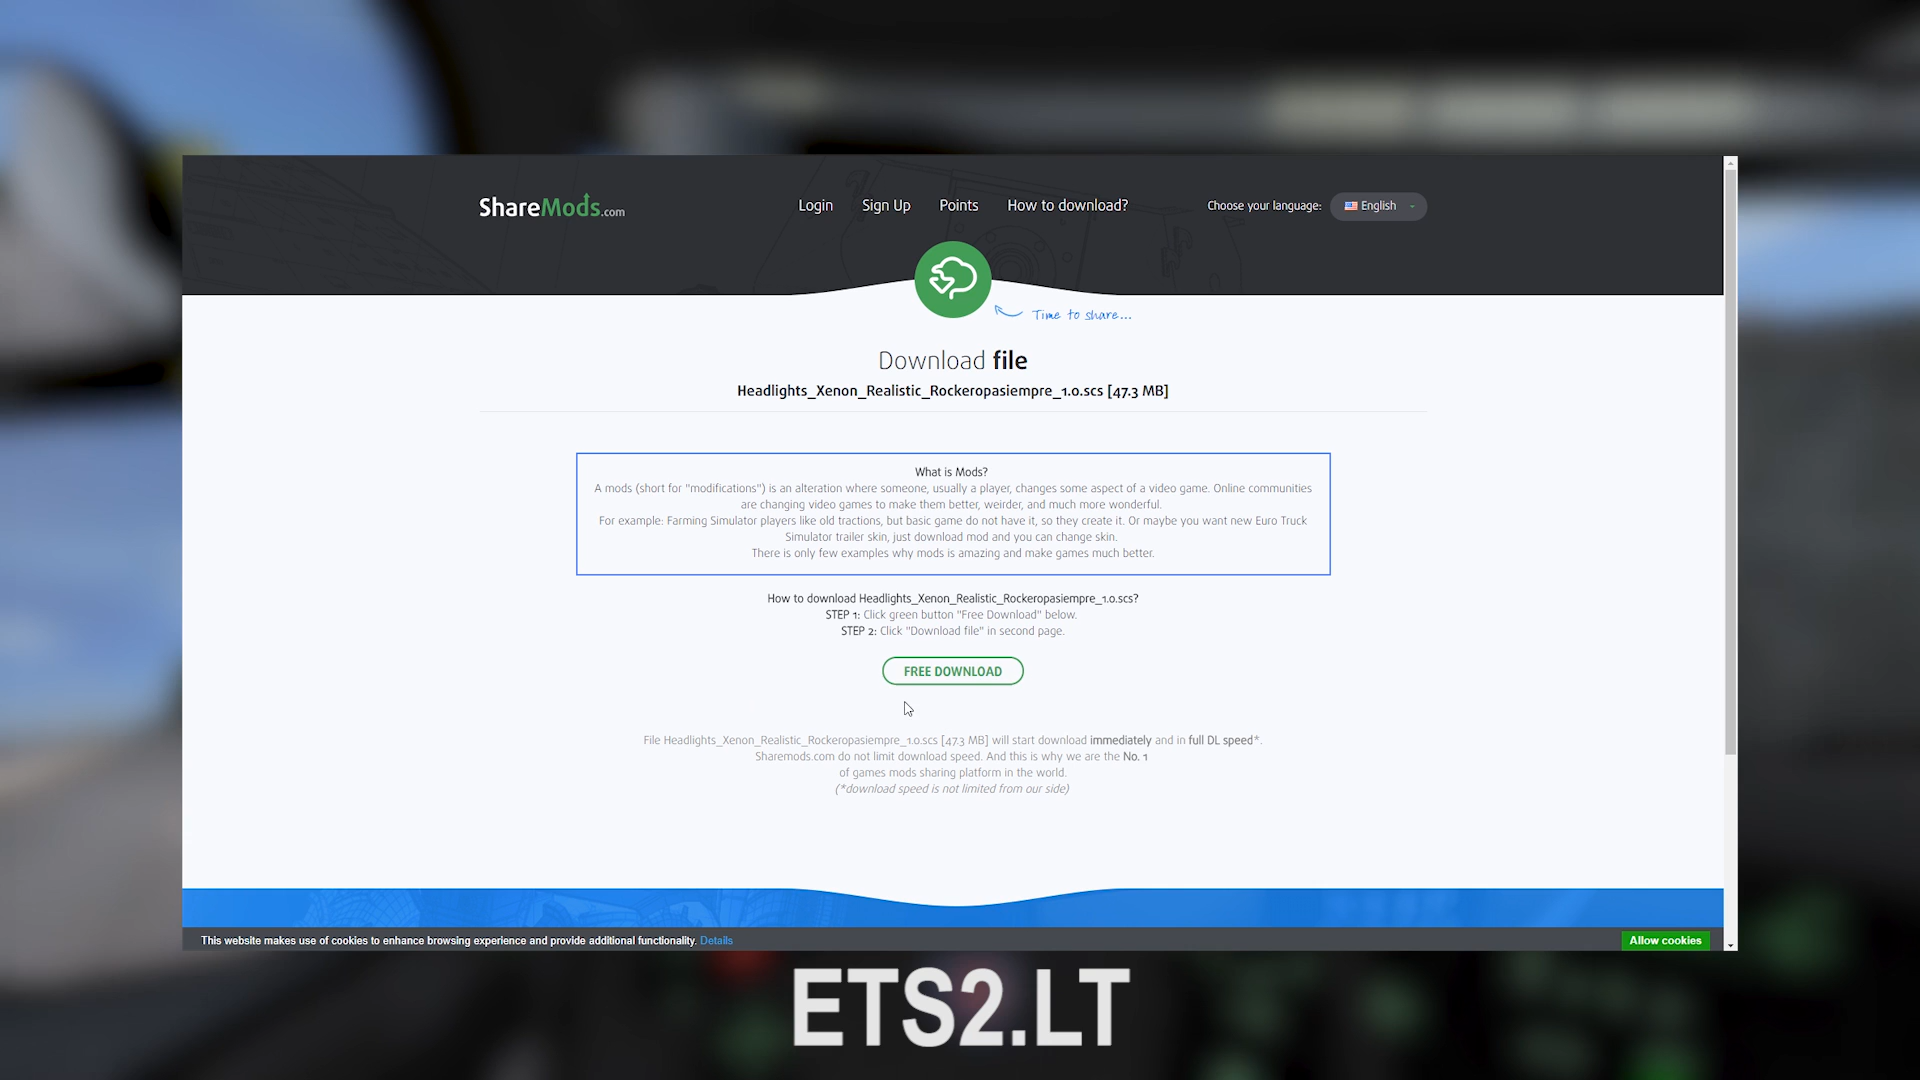 ShareMods.com
Login
Sign Up
Points
How to download?
Choose your language:
English
Time to share...
Download file
Headlights_Xenon_Realistic_Rockeropasiempre_1.0.scs [47.3 MB]
What is Mods?
A mods (short for "modifications") is an alteration where someone, usually a player, changes some aspect of a video game. Online communities
are changing video games to make them better, weirder, and much more wonderful.
For example: Farming Simulator players like old tractions, but basic game do not have it, so they create it. Or maybe you want new Euro Truck
Simulator trailer skin, just download mod and you can change skin.
There is only few examples why mods is amazing and make games much better.
How to download Headlights_Xenon_Realistic_Rockeropasiempre_1.0.scs?
STEP 1: Click green button "Free Download" below.
STEP 2: Click "Download file" in second page.
FREE DOWNLOAD
File Headlights_Xenon_Realistic_Rockeropasiempre_1.0.scs [47.3 MB] will start download immediately and in full DL speed*.
Sharemods.com do not limit download speed. And this is why we are the No. 1
of games mods sharing platform in the world.
(*download speed is not limited from our side)
This website makes use of cookies to enhance browsing experience and provide additional functionality. Details
Allow cookies
ETS2.LT